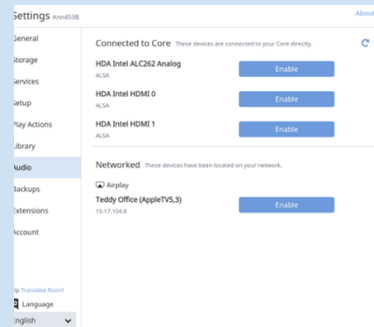 Settings Ann453B
About
General
Connected to Core These devices are connected to your Core directly.
Storage
HDA Intel ALC262 Analog
Enable
ALSA
Services
HDA Intel HDMI 0
Enable
ALSA
Setup
Play Actions
HDA Intel HDMI 1
Enable
ALSA
Library
Audio
Networked These devices have been located on your network.
Backups
Airplay
Teddy Office (AppleTV5,3)
Enable
10.17.104.8
Extensions
Account
Translate Roon!
Language
English